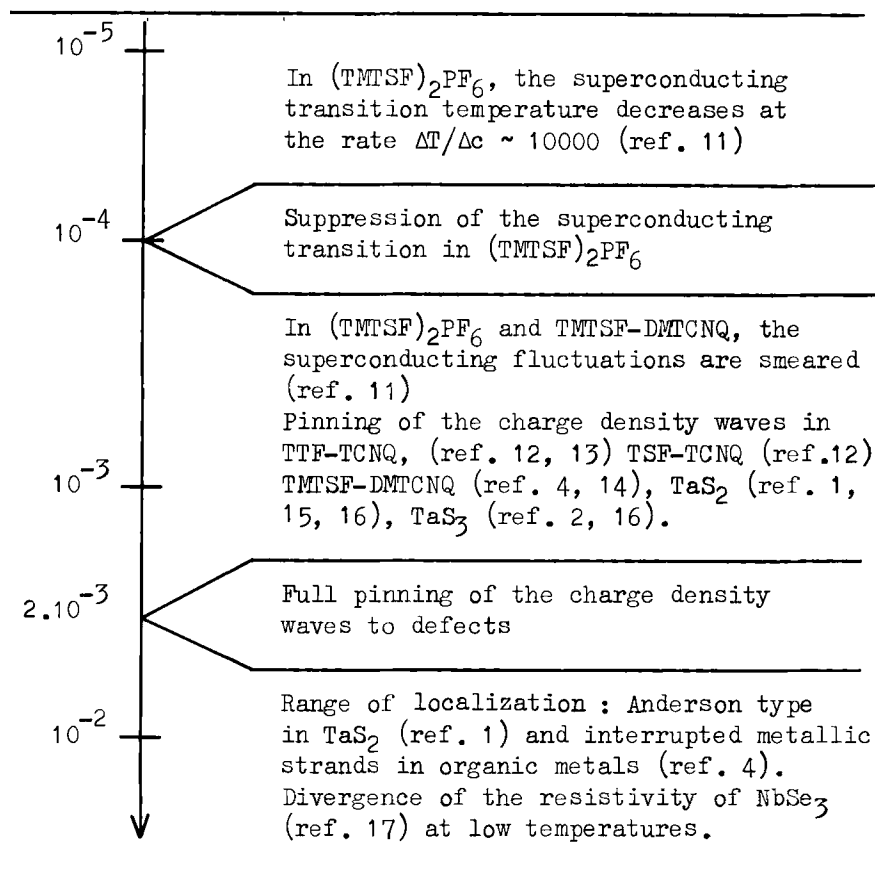 10⁻⁵
In (TMTSF)₂PF₆, the superconducting
transition temperature decreases at
the rate ΔT/Δc ~ 10000 (ref. 11)
10⁻⁴
Suppression of the superconducting
transition in (TMTSF)₂PF₆
In (TMTSF)₂PF₆ and TMTSF-DMTCNQ, the
superconducting fluctuations are smeared
(ref. 11)
Pinning of the charge density waves in
TTF-TCNQ, (ref. 12, 13) TSF-TCNQ (ref.12)
10⁻³
TMTSF-DMTCNQ (ref. 4, 14), TaS₂ (ref. 1,
15, 16), TaS₃ (ref. 2, 16).
2.10⁻³
Full pinning of the charge density
waves to defects
Range of localization : Anderson type
10⁻²
in TaS₂ (ref. 1) and interrupted metallic
strands in organic metals (ref. 4).
Divergence of the resistivity of NbSe₃
(ref. 17) at low temperatures.